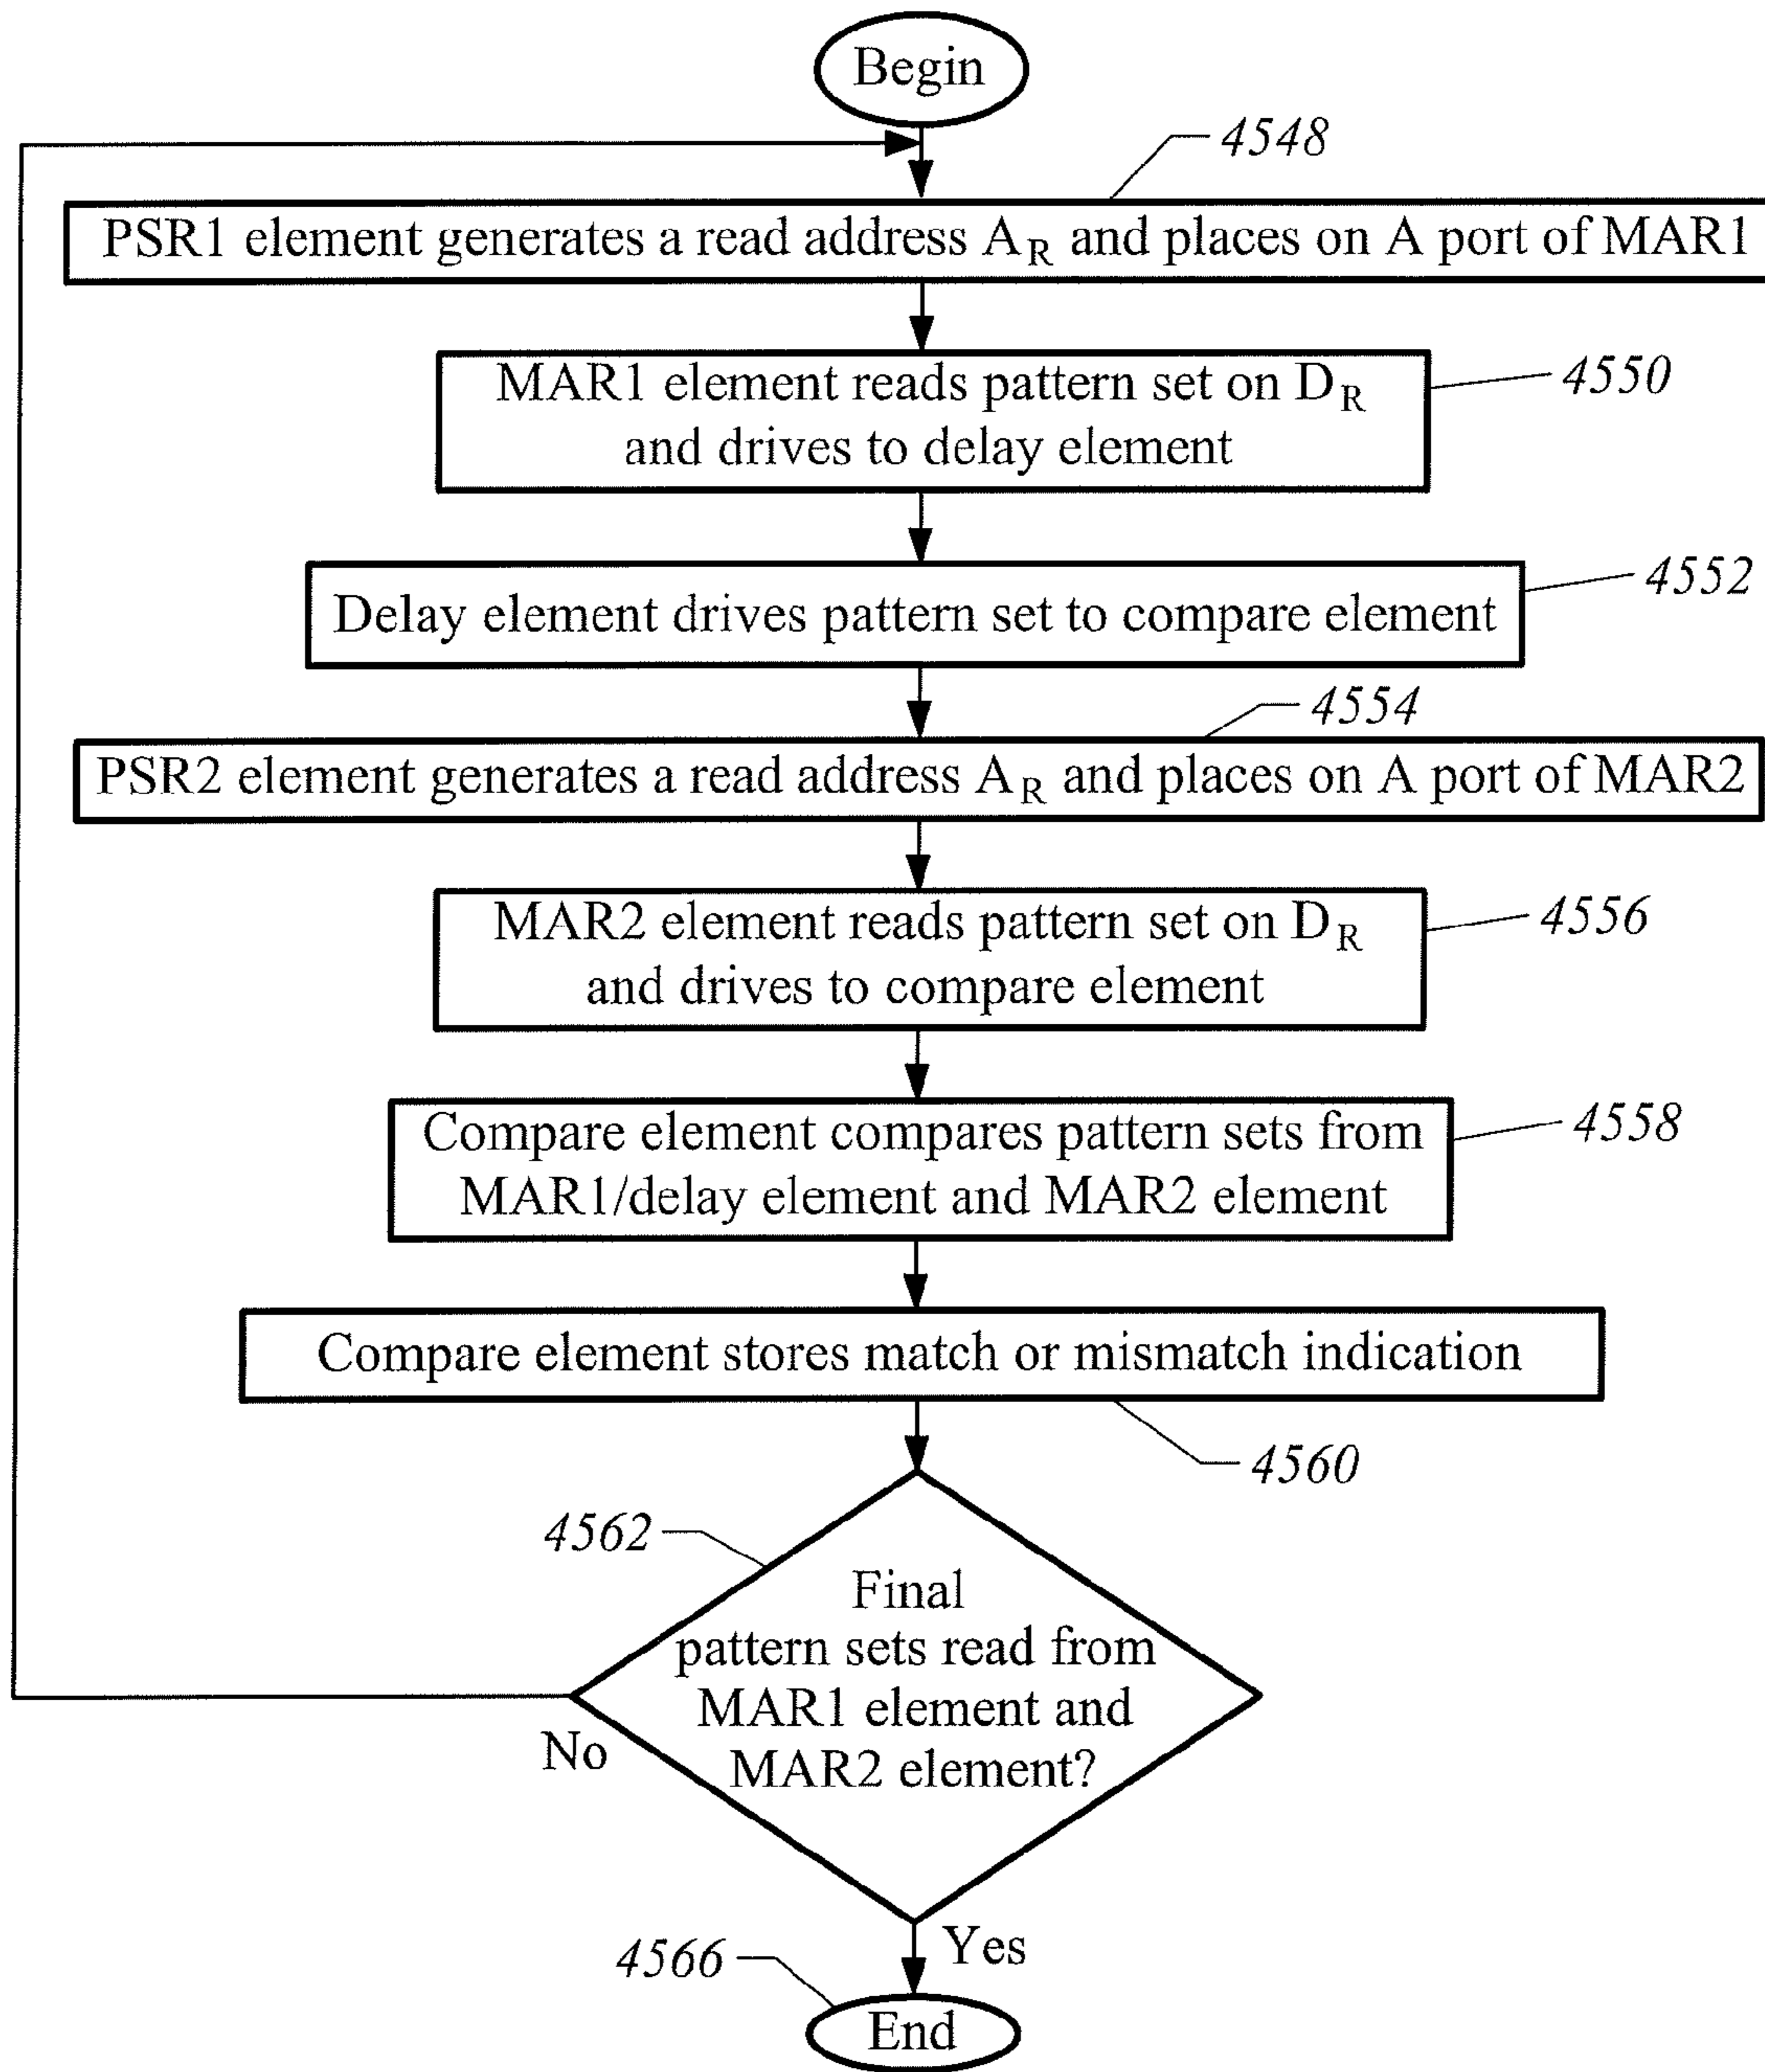 Begin
4548
PSR1 element generates a read address A_R and places on A port of MAR1
MAR1 element reads pattern set on D_R
and drives to delay element
4550
Delay element drives pattern set to compare element
4552
4554
PSR2 element generates a read address A_R and places on A port of MAR2
MAR2 element reads pattern set on D_R
and drives to compare element
4556
Compare element compares pattern sets from
MAR1/delay element and MAR2 element
4558
Compare element stores match or mismatch indication
4560
4562
Final
pattern sets read from
MAR1 element and
MAR2 element?
No
Yes
4566
End